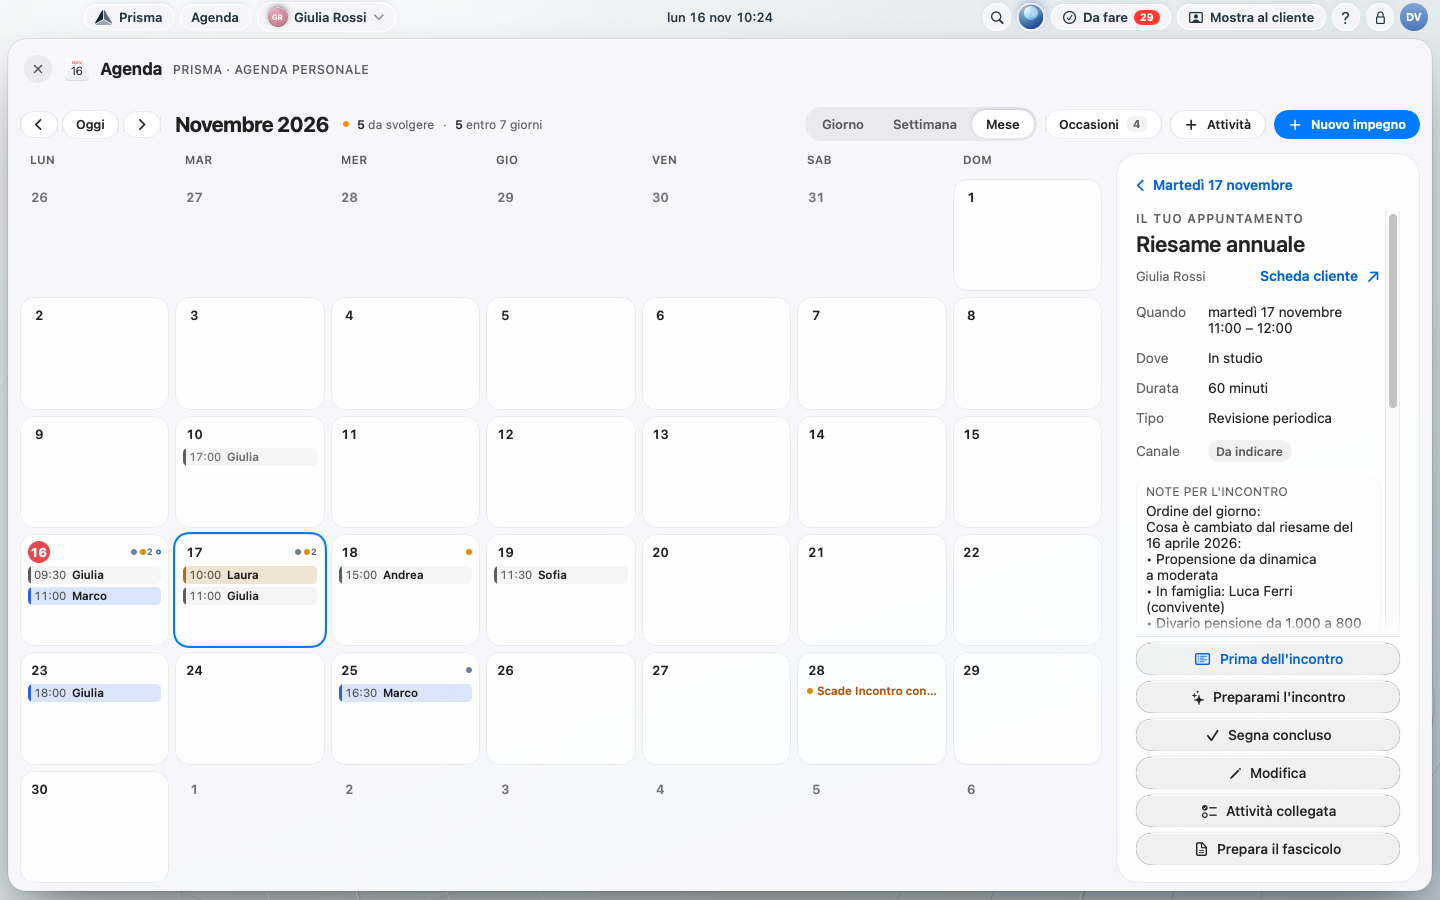 Prisma
Agenda
GR Giulia Rossi
lun 16 nov 10:24
Da fare 29
Mostra al cliente
?
DV
NOV 16
Agenda PRISMA · AGENDA PERSONALE
Oggi
Novembre 2026
5 da svolgere · 5 entro 7 giorni
Giorno Settimana Mese
Occasioni 4
+ Attività
+ Nuovo impegno
LUN MAR MER GIO VEN SAB DOM
26 27 28 29 30 31 1
2 3 4 5 6 7 8
9 10 11 12 13 14 15
17:00 Giulia
16 2 17 2 18 19 20 21 22
09:30 Giulia 10:00 Laura 15:00 Andrea 11:30 Sofia
11:00 Marco 11:00 Giulia
23 24 25 26 27 28 29
18:00 Giulia 16:30 Marco Scade Incontro con...
30 1 2 3 4 5 6
Martedì 17 novembre
IL TUO APPUNTAMENTO
Riesame annuale
Giulia Rossi Scheda cliente
Quando martedì 17 novembre
11:00 – 12:00
Dove In studio
Durata 60 minuti
Tipo Revisione periodica
Canale Da indicare
NOTE PER L'INCONTRO
Ordine del giorno:
Cosa è cambiato dal riesame del
16 aprile 2026:
• Propensione da dinamica
a moderata
• In famiglia: Luca Ferri
(convivente)
• Divario pensione da 1.000 a 800
Prima dell'incontro
Preparami l'incontro
Segna concluso
Modifica
Attività collegata
Prepara il fascicolo